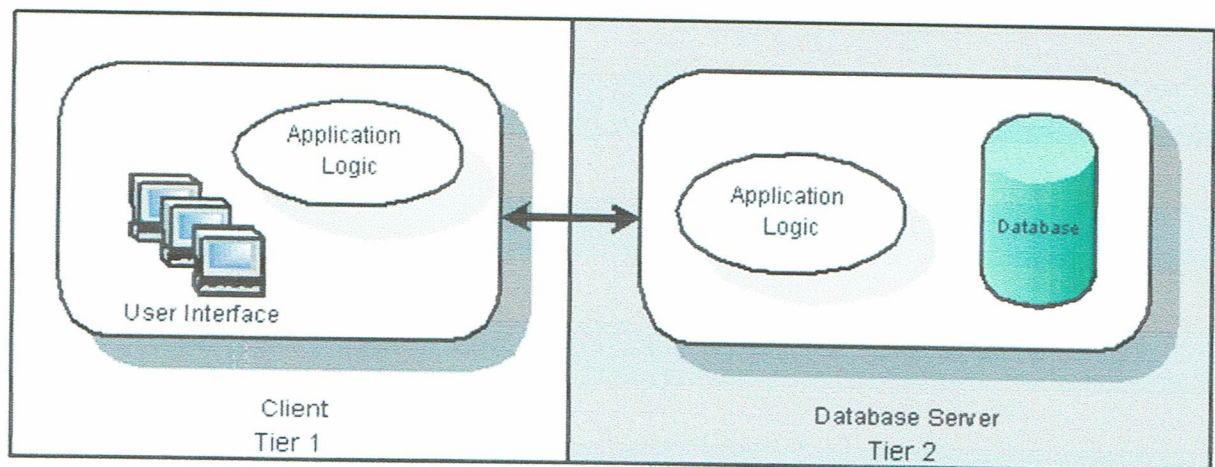 Application
Logic
User Interface
Client
Tier 1
Application
Logic
Database
Database Server
Tier 2